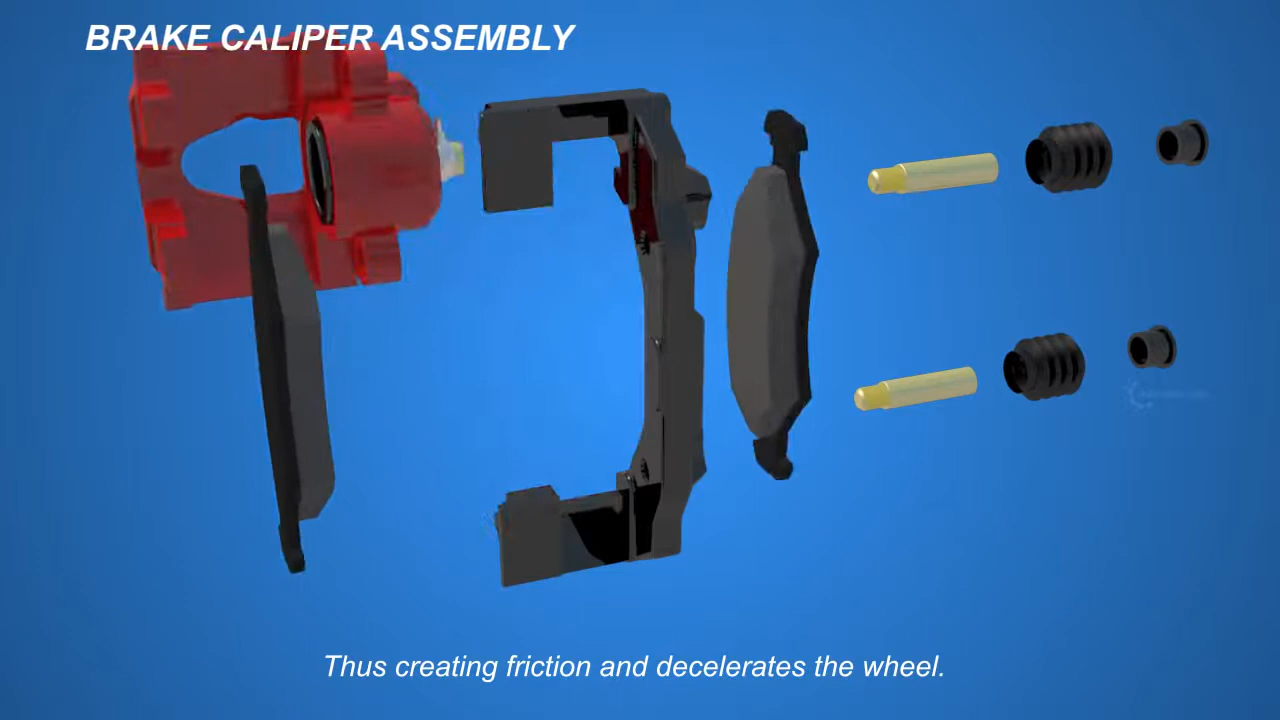 BRAKE CALIPER ASSEMBLY
Thus creating friction and decelerates the wheel.